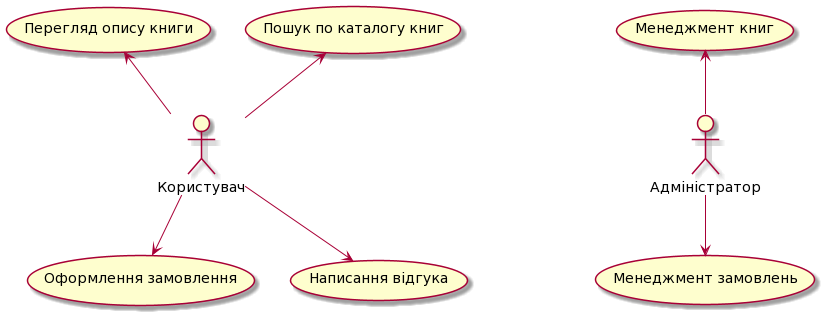 Перегляд опису книги
Пошук по каталогу книг
Менеджмент книг
Користувач
Адміністратор
Оформлення замовлення
Написання відгука
Менеджмент замовлень